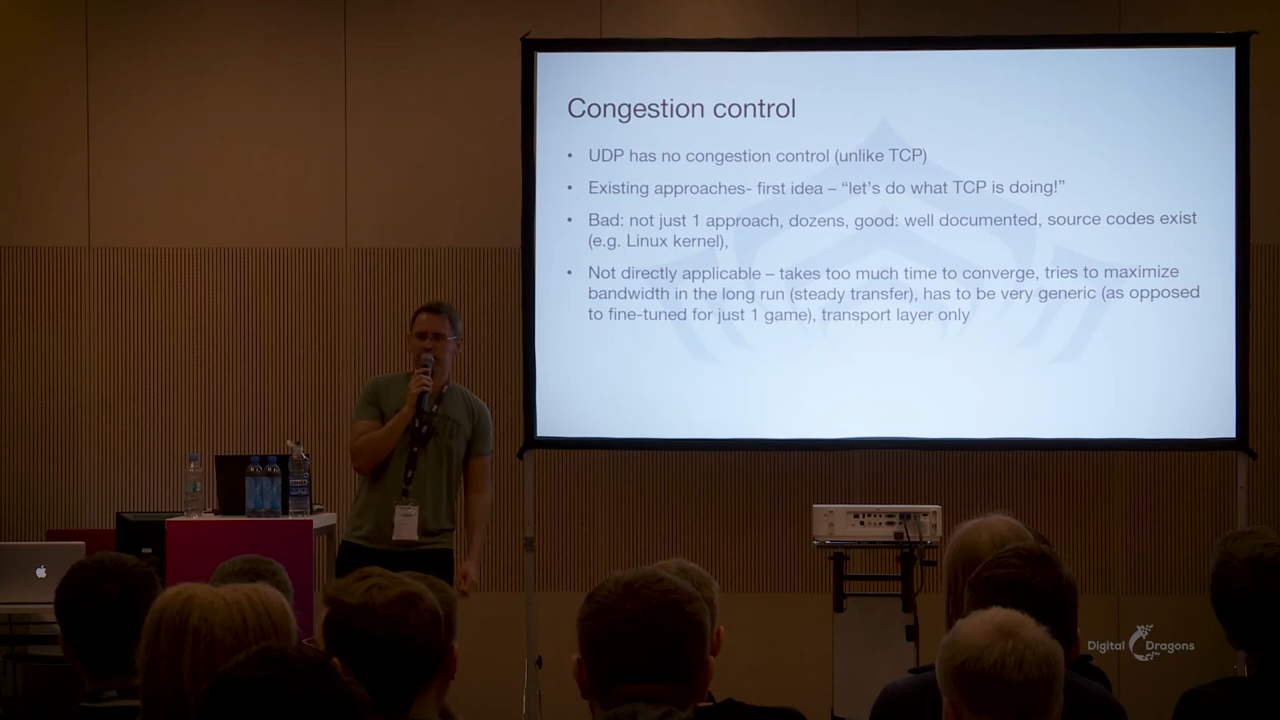 Congestion control
• UDP has no congestion control (unlike TCP)
• Existing approaches- first idea – “let’s do what TCP is doing!”
• Bad: not just 1 approach, dozens, good: well documented, source codes exist
(e.g. Linux kernel),
• Not directly applicable – takes too much time to converge, tries to maximize
bandwidth in the long run (steady transfer), has to be very generic (as opposed
to fine-tuned for just 1 game), transport layer only
Digital Dragons